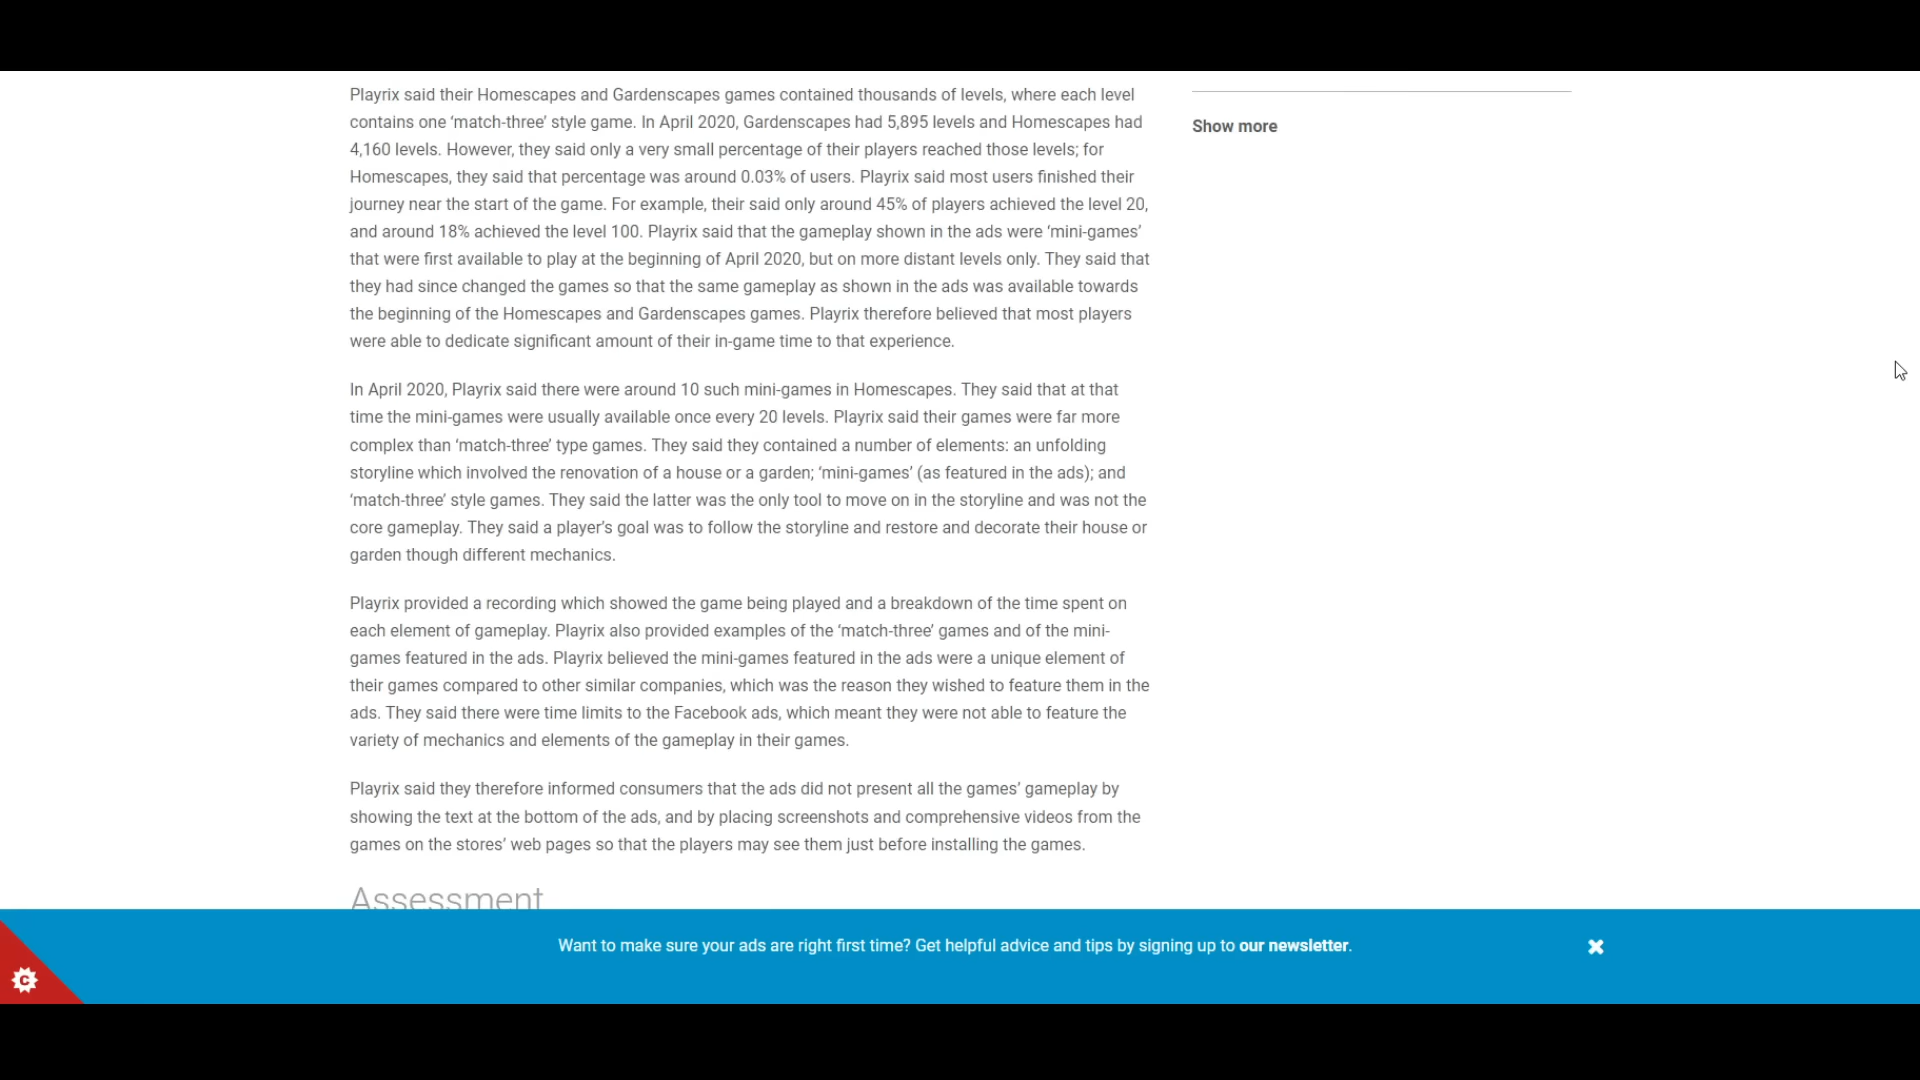 Playrix said their Homescapes and Gardenscapes games contained thousands of levels, where each level
contains one ‘match-three’ style game. In April 2020, Gardenscapes had 5,895 levels and Homescapes had
4,160 levels. However, they said only a very small percentage of their players reached those levels; for
Homescapes, they said that percentage was around 0.03% of users. Playrix said most users finished their
journey near the start of the game. For example, their said only around 45% of players achieved the level 20,
and around 18% achieved the level 100. Playrix said that the gameplay shown in the ads were ‘mini-games’
that were first available to play at the beginning of April 2020, but on more distant levels only. They said that
they had since changed the games so that the same gameplay as shown in the ads was available towards
the beginning of the Homescapes and Gardenscapes games. Playrix therefore believed that most players
were able to dedicate significant amount of their in-game time to that experience.
In April 2020, Playrix said there were around 10 such mini-games in Homescapes. They said that at that
time the mini-games were usually available once every 20 levels. Playrix said their games were far more
complex than ‘match-three’ type games. They said they contained a number of elements: an unfolding
storyline which involved the renovation of a house or a garden; ‘mini-games’ (as featured in the ads); and
‘match-three’ style games. They said the latter was the only tool to move on in the storyline and was not the
core gameplay. They said a player’s goal was to follow the storyline and restore and decorate their house or
garden though different mechanics.
Playrix provided a recording which showed the game being played and a breakdown of the time spent on
each element of gameplay. Playrix also provided examples of the ‘match-three’ games and of the mini-
games featured in the ads. Playrix believed the mini-games featured in the ads were a unique element of
their games compared to other similar companies, which was the reason they wished to feature them in the
ads. They said there were time limits to the Facebook ads, which meant they were not able to feature the
variety of mechanics and elements of the gameplay in their games.
Playrix said they therefore informed consumers that the ads did not present all the games’ gameplay by
showing the text at the bottom of the ads, and by placing screenshots and comprehensive videos from the
games on the stores’ web pages so that the players may see them just before installing the games.
Assessment
Show more
Want to make sure your ads are right first time? Get helpful advice and tips by signing up to our newsletter.
C